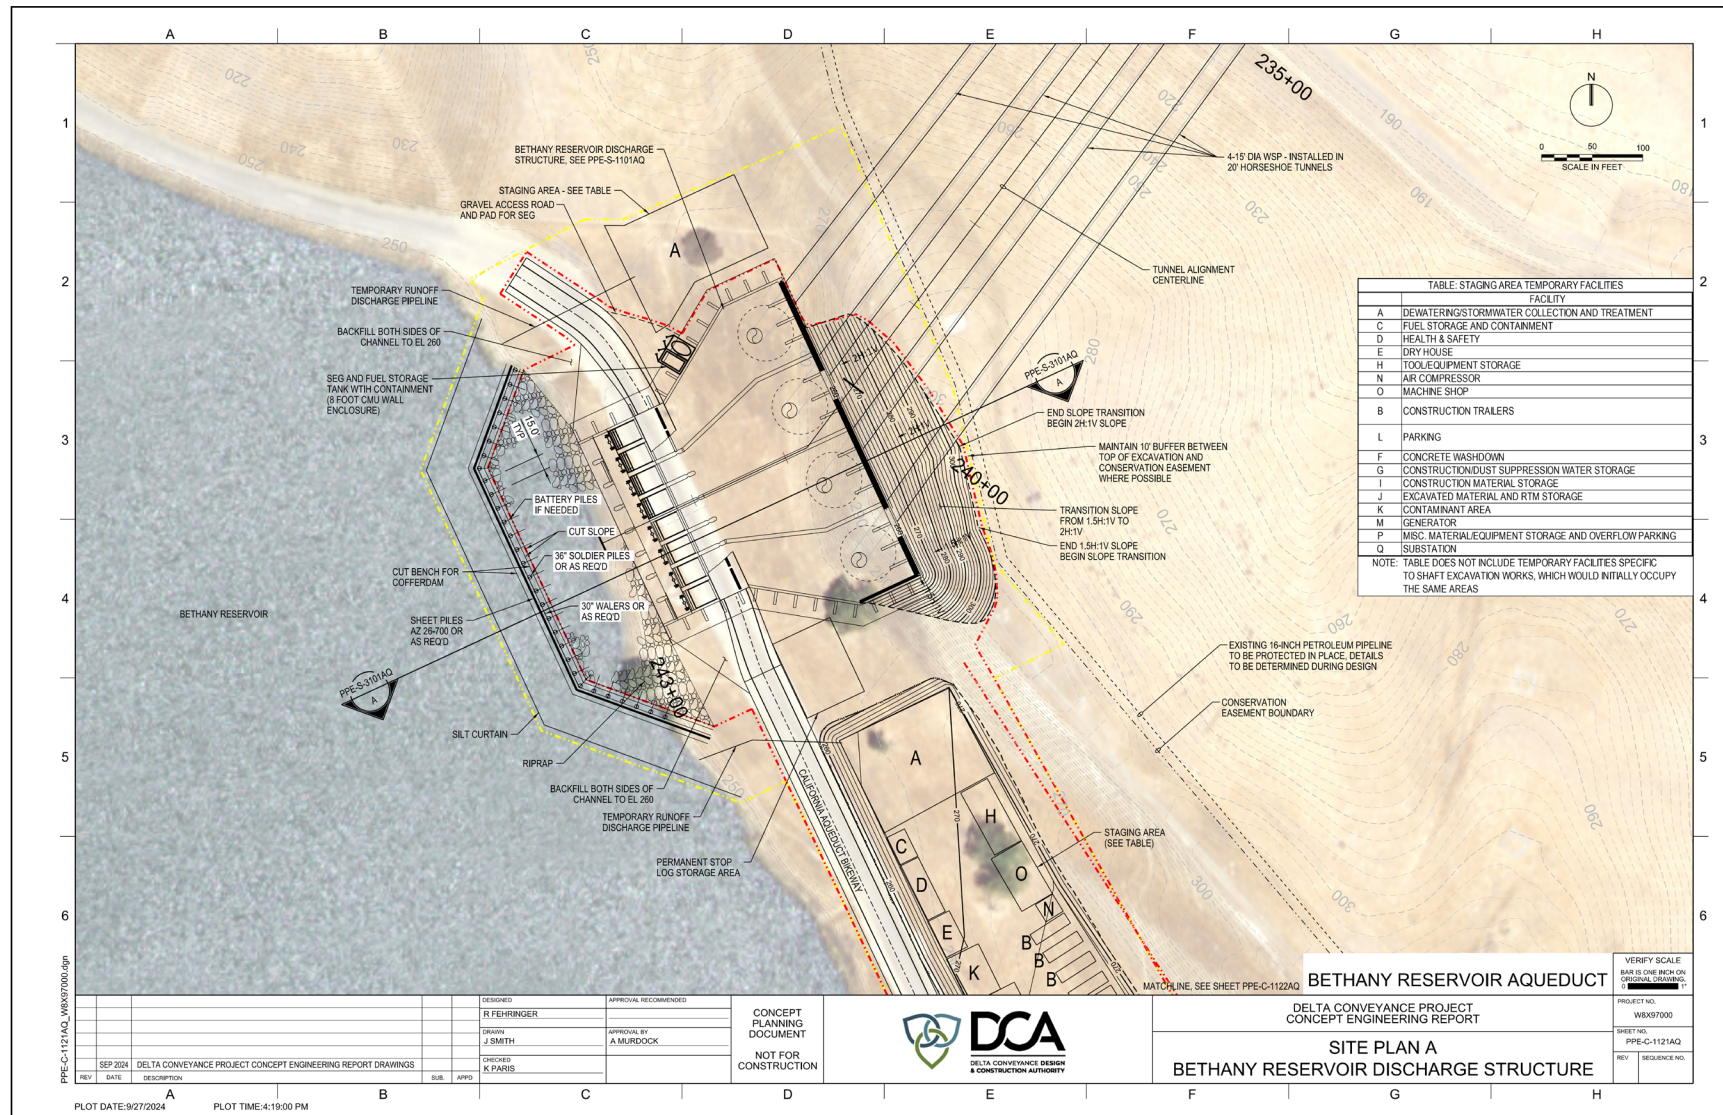 A B C D E F G H
1
2
3
4
5
6
235+00
N
0 50 100
SCALE IN FEET
BETHANY RESERVOIR DISCHARGE
STRUCTURE, SEE PPE-S-1101AQ
STAGING AREA - SEE TABLE
GRAVEL ACCESS ROAD
AND PAD FOR SEG
4-15' DIA WSP - INSTALLED IN
20' HORSESHOE TUNNELS
TUNNEL ALIGNMENT
CENTERLINE
A
TEMPORARY RUNOFF
DISCHARGE PIPELINE
BACKFILL BOTH SIDES OF
CHANNEL TO EL 260
SEG AND FUEL STORAGE
TANK WTIH CONTAINMENT
(8 FOOT CMU WALL
ENCLOSURE)
15.0'
TYP
PPE-S-3101AQ
A
END SLOPE TRANSITION
BEGIN 2H:1V SLOPE
MAINTAIN 10' BUFFER BETWEEN
TOP OF EXCAVATION AND
CONSERVATION EASEMENT
WHERE POSSIBLE
240+00
TRANSITION SLOPE
FROM 1.5H:1V TO
2H:1V
END 1.5H:1V SLOPE
BEGIN SLOPE TRANSITION
BATTERY PILES
IF NEEDED
CUT SLOPE
36" SOLDIER PILES
OR AS REQ'D
CUT BENCH FOR
COFFERDAM
30" WALERS OR
AS REQ'D
SHEET PILES
AZ 26-700 OR
AS REQ'D
BETHANY RESERVOIR
PPE-S-3101AQ
A
243+00
SILT CURTAIN
RIPRAP
BACKFILL BOTH SIDES OF
CHANNEL TO EL 260
TEMPORARY RUNOFF
DISCHARGE PIPELINE
PERMANENT STOP
LOG STORAGE AREA
CALIFORNIA AQUEDUCT BIKEWAY
EXISTING 16-INCH PETROLEUM PIPELINE
TO BE PROTECTED IN PLACE, DETAILS
TO BE DETERMINED DURING DESIGN
CONSERVATION
EASEMENT BOUNDARY
STAGING AREA
(SEE TABLE)
A
H
C
O
D
N
E
B
B
K
B
TABLE: STAGING AREA TEMPORARY FACILITIES
FACILITY
A DEWATERING/STORMWATER COLLECTION AND TREATMENT
C FUEL STORAGE AND CONTAINMENT
D HEALTH & SAFETY
E DRY HOUSE
H TOOL/EQUIPMENT STORAGE
N AIR COMPRESSOR
O MACHINE SHOP
B CONSTRUCTION TRAILERS
L PARKING
F CONCRETE WASHDOWN
G CONSTRUCTION/DUST SUPPRESSION WATER STORAGE
I CONSTRUCTION MATERIAL STORAGE
J EXCAVATED MATERIAL AND RTM STORAGE
K CONTAMINANT AREA
M GENERATOR
P MISC. MATERIAL/EQUIPMENT STORAGE AND OVERFLOW PARKING
Q SUBSTATION
NOTE: TABLE DOES NOT INCLUDE TEMPORARY FACILITIES SPECIFIC
TO SHAFT EXCAVATION WORKS, WHICH WOULD INITIALLY OCCUPY
THE SAME AREAS
MATCHLINE, SEE SHEET PPE-C-1122AQ
BETHANY RESERVOIR AQUEDUCT
VERIFY SCALE
BAR IS ONE INCH ON
ORIGINAL DRAWING.
0 1"
PROJECT NO.
W8X97000
SHEET NO.
PPE-C-1121AQ
REV SEQUENCE NO.
DELTA CONVEYANCE PROJECT
CONCEPT ENGINEERING REPORT
SITE PLAN A
BETHANY RESERVOIR DISCHARGE STRUCTURE
DCA
DELTA CONVEYANCE DESIGN
& CONSTRUCTION AUTHORITY
CONCEPT
PLANNING
DOCUMENT
NOT FOR
CONSTRUCTION
DESIGNED
R FEHRINGER
DRAWN
J SMITH
CHECKED
K PARIS
APPROVAL RECOMMENDED
APPROVAL BY
A MURDOCK
SEP 2024 DELTA CONVEYANCE PROJECT CONCEPT ENGINEERING REPORT DRAWINGS
REV DATE DESCRIPTION SUB. APPD
PPE-C-1121AQ_W8X97000.dgn
A B C D E F G H
PLOT DATE:9/27/2024 PLOT TIME:4:19:00 PM